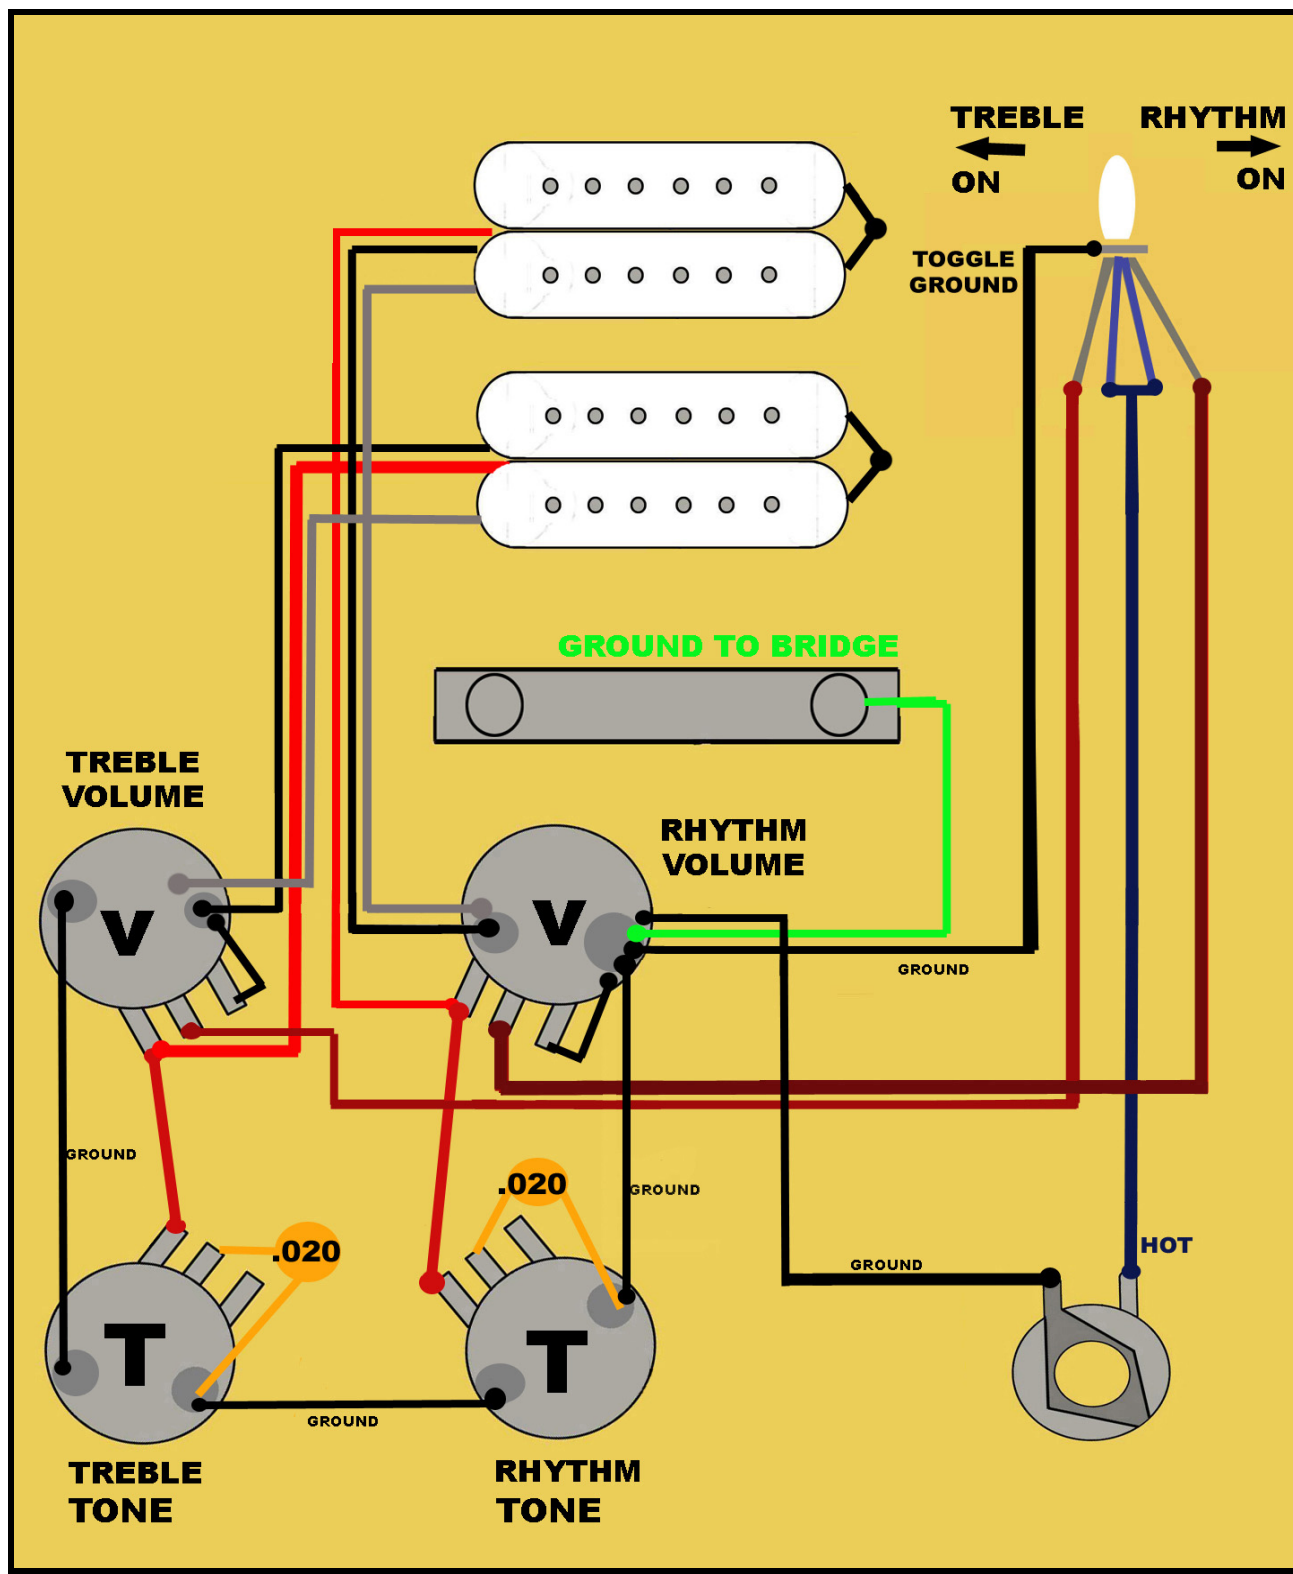 TREBLE
RHYTHM
ON
ON
TOGGLE
GROUND
GROUND TO BRIDGE
TREBLE
VOLUME
RHYTHM
VOLUME
V
V
GROUND
GROUND
.020
GROUND
.020
HOT
GROUND
T
T
GROUND
TREBLE
TONE
RHYTHM
TONE